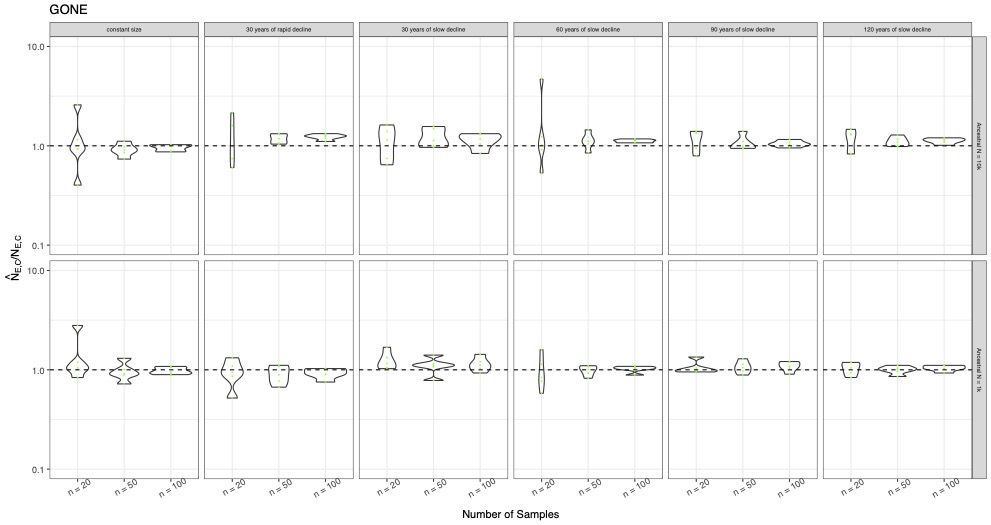 GONE
constant size
30 years of rapid decline
30 years of slow decline
60 years of slow decline
90 years of slow decline
120 years of slow decline
10.0
1.0
0.1
Ancestral N = 10k
N̂E,C/NE,C
10.0
1.0
0.1
Ancestral N = 1k
n = 20 n = 50 n = 100
n = 20 n = 50 n = 100
n = 20 n = 50 n = 100
n = 20 n = 50 n = 100
n = 20 n = 50 n = 100
n = 20 n = 50 n = 100
Number of Samples